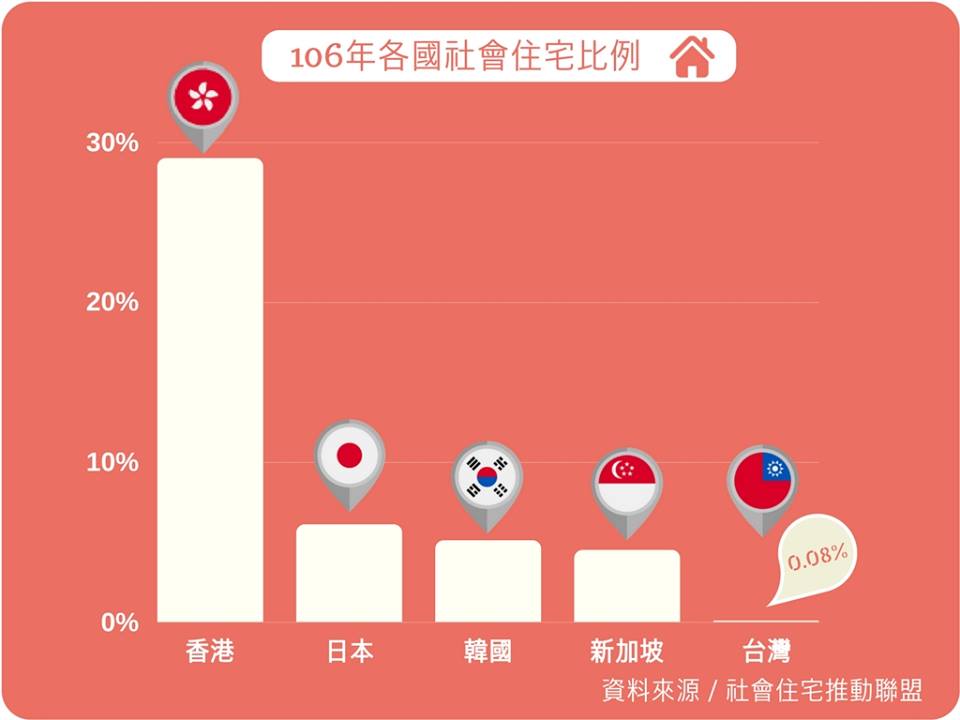 106年各國社會住宅比例
30%
20%
10%
0%
0.08%
香港
日本
韓國
新加坡
台灣
資料來源 / 社會住宅推動聯盟